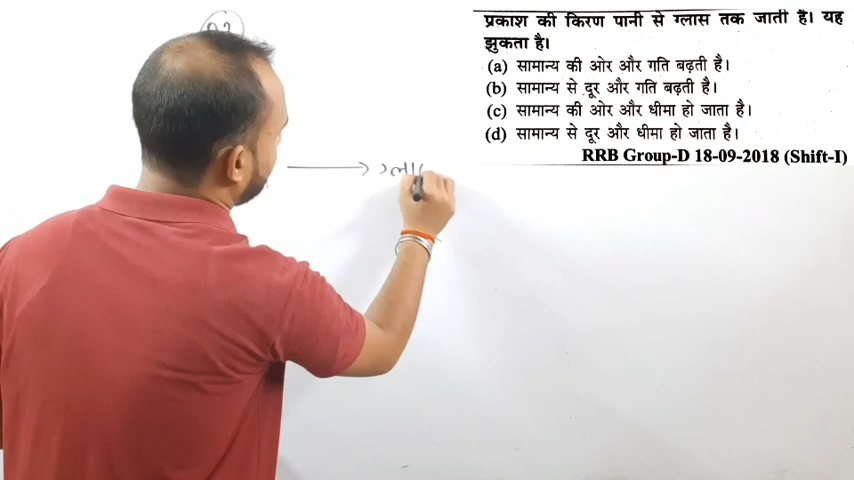 प्रकाश की किरण पानी से ग्लास तक जाती है। यह
झुकता है।
(a) सामान्य की ओर और गति बढ़ती है।
(b) सामान्य से दूर और गति बढ़ती है।
(c) सामान्य की ओर और धीमा हो जाता है।
(d) सामान्य से दूर और धीमा हो जाता है।
RRB Group-D 18-09-2018 (Shift-I)